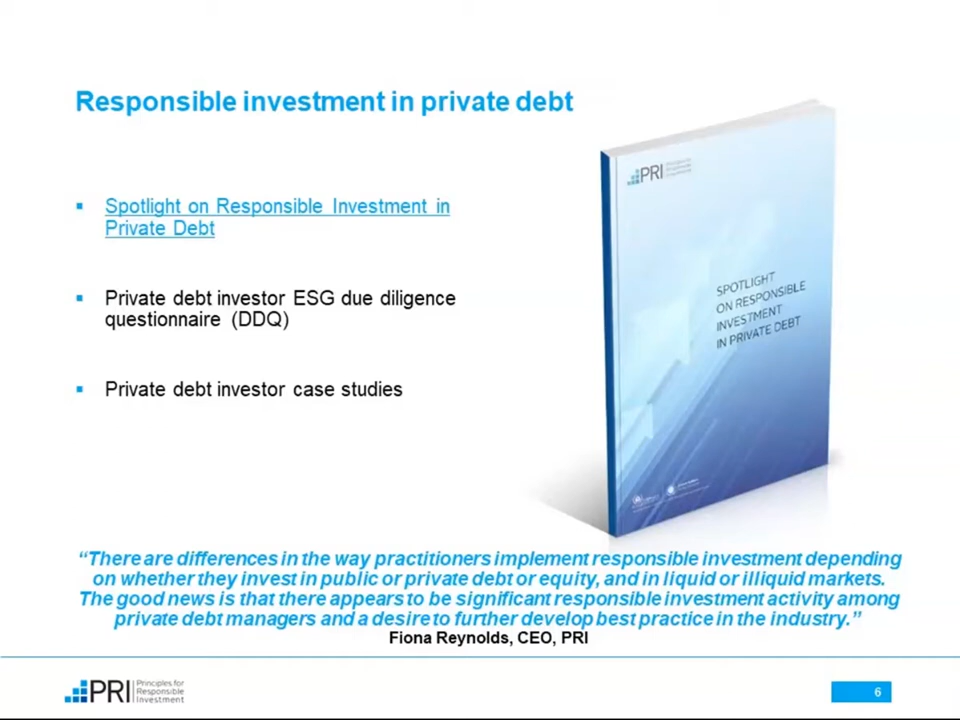 Responsible investment in private debt
Spotlight on Responsible Investment in
Private Debt
Private debt investor ESG due diligence
questionnaire (DDQ)
Private debt investor case studies
PRI
Principles for
Responsible
Investment
SPOTLIGHT
ON RESPONSIBLE
INVESTMENT
IN PRIVATE DEBT
“There are differences in the way practitioners implement responsible investment depending
on whether they invest in public or private debt or equity, and in liquid or illiquid markets.
The good news is that there appears to be significant responsible investment activity among
private debt managers and a desire to further develop best practice in the industry.”
Fiona Reynolds, CEO, PRI
PRI
Principles for
Responsible
Investment
6